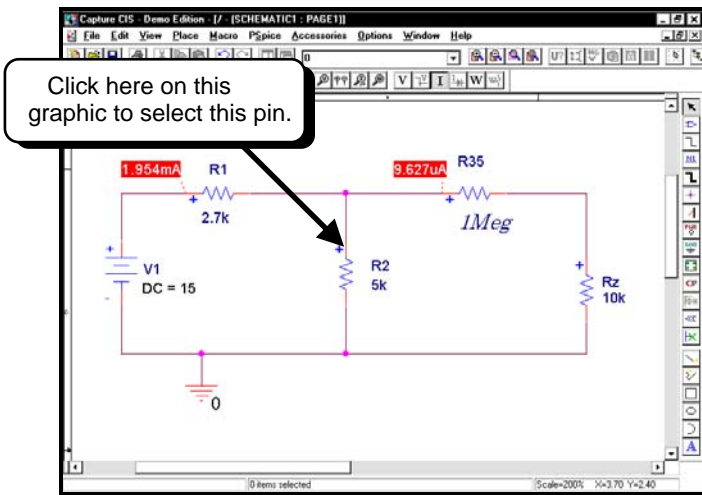 Capture CIS - Demo Edition - [/ - (SCHEMATIC1 : PAGE1)]
File Edit View Place Macro PSpice Accessories Options Window Help
0
U?
V I W
Click here on this
graphic to select this pin.
1.954mA
R1
2.7k
9.627uA
R35
1Meg
V1
DC = 15
R2
5k
Rz
10k
0
0 items selected
Scale=200% X=3.70 Y=2.40